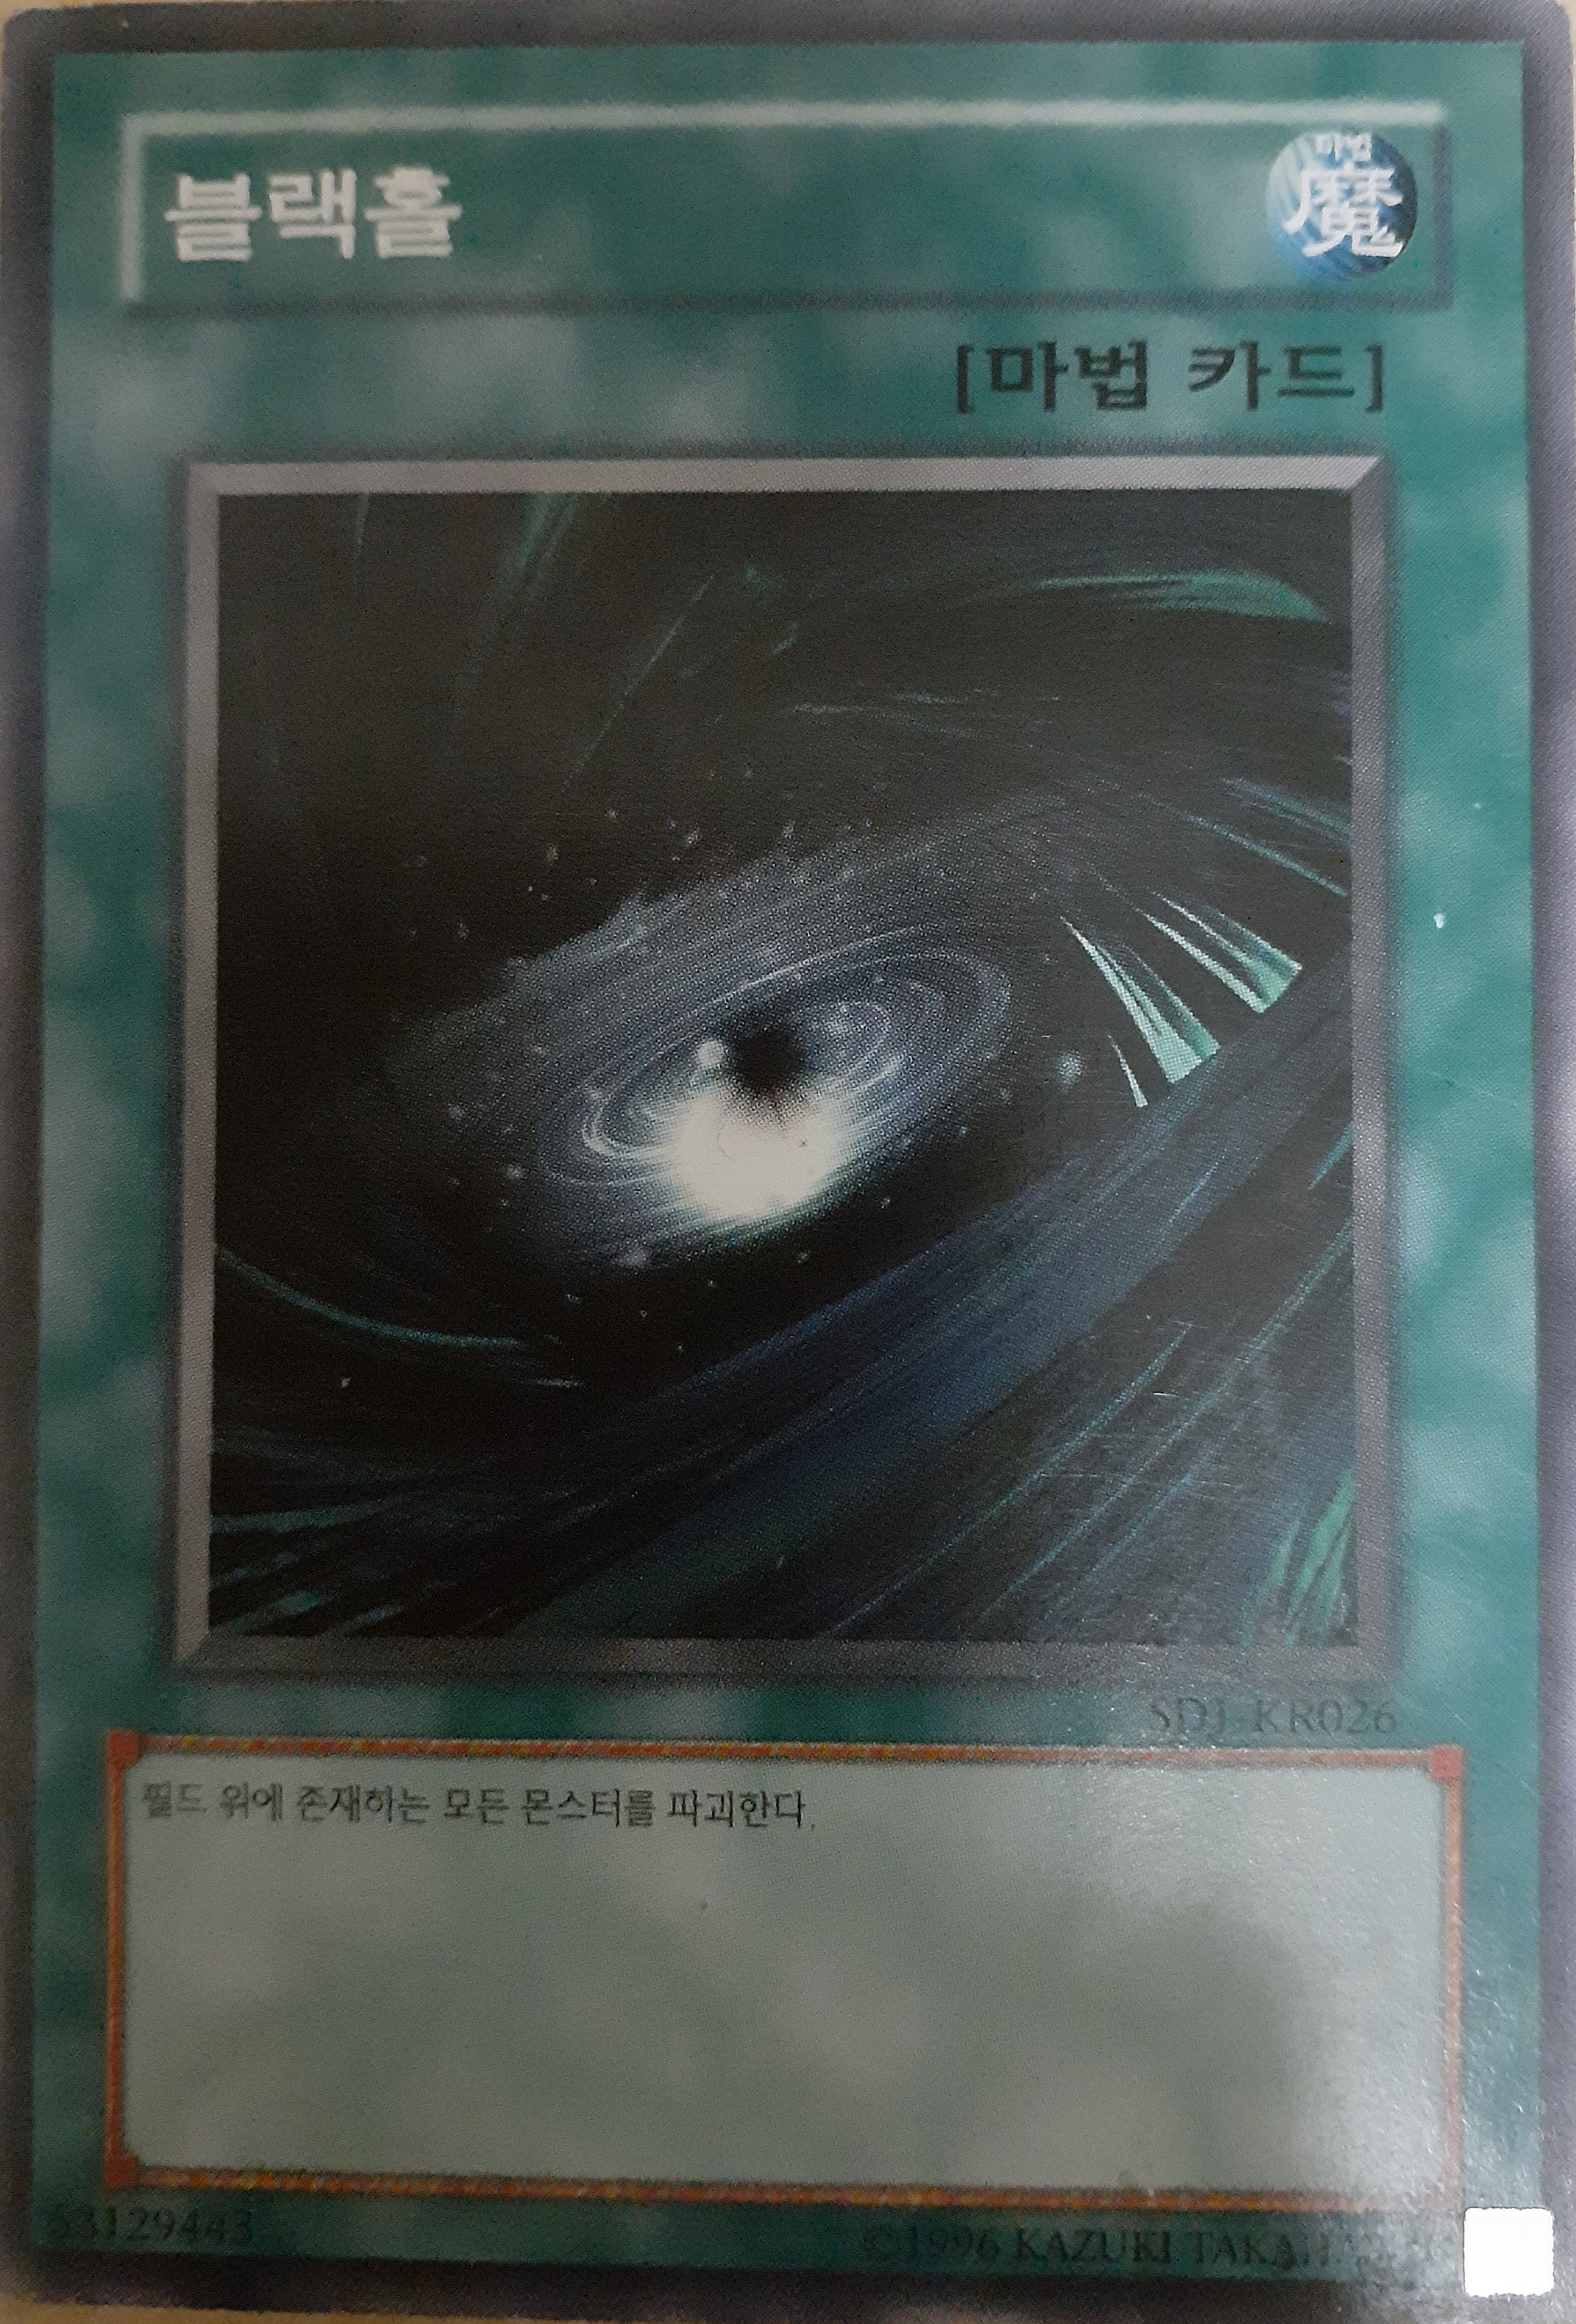 블랙홀
마법
魔
[마법 카드]
SDJ-KR026
필드 위에 존재하는 모든 몬스터를 파괴한다.
53129443
©1996 KAZUKI